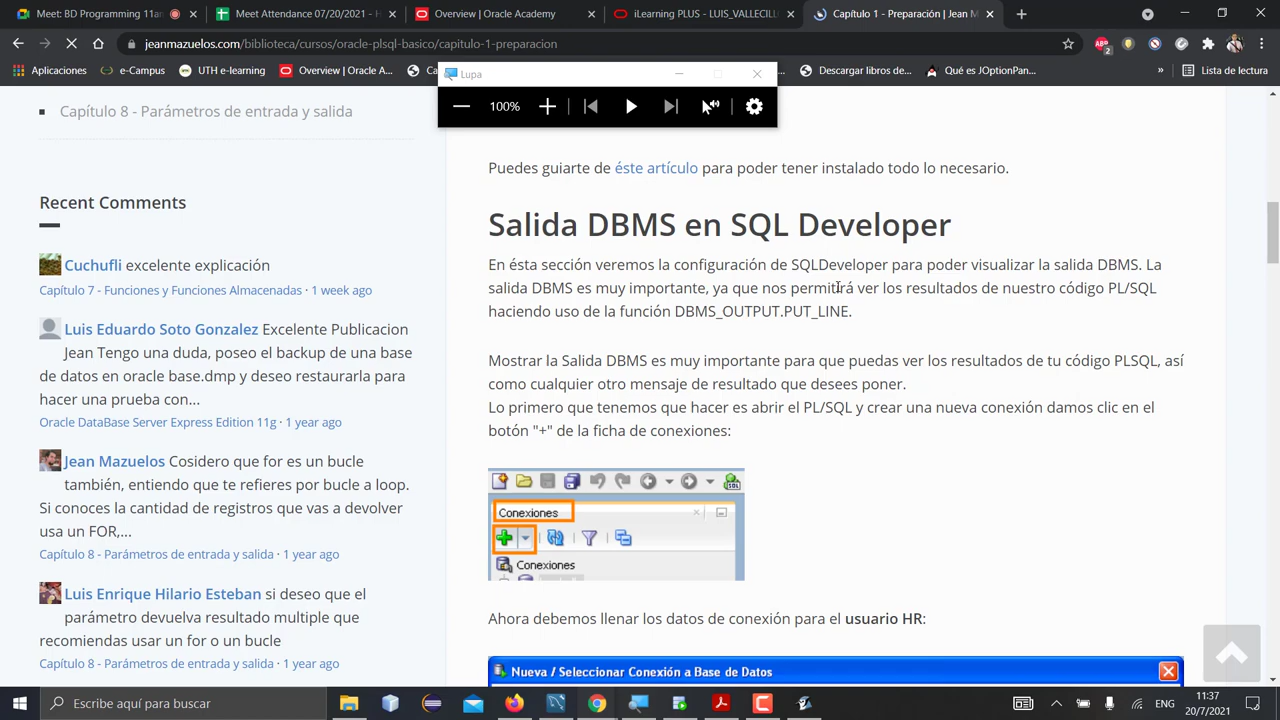 Meet: BD Programming 11am
Meet Attendance 07/20/2021 - H
Overview | Oracle Academy
iLearning PLUS - LUIS_VALLECILL
Capítulo 1 - Preparación | Jean M
jeanmazuelos.com/biblioteca/cursos/oracle-plsql-basico/capitulo-1-preparacion
2
Aplicaciones
e-Campus
UTH e-learning
Overview | Oracle A...
Descargar libros de...
Qué es JOptionPan...
»
Lista de lectura
Lupa
100%
Capítulo 8 - Parámetros de entrada y salida
Recent Comments
Cuchufli excelente explicación
Capítulo 7 - Funciones y Funciones Almacenadas · 1 week ago
Luis Eduardo Soto Gonzalez Excelente Publicacion
Jean Tengo una duda, poseo el backup de una base
de datos en oracle base.dmp y deseo restaurarla para
hacer una prueba con...
Oracle DataBase Server Express Edition 11g · 1 year ago
Jean Mazuelos Cosidero que for es un bucle
también, entiendo que te refieres por bucle a loop.
Si conoces la cantidad de registros que vas a devolver
usa un FOR,...
Capítulo 8 - Parámetros de entrada y salida · 1 year ago
Luis Enrique Hilario Esteban si deseo que el
parámetro devuelva resultado multiple que
recomiendas usar un for o un bucle
Capítulo 8 - Parámetros de entrada y salida · 1 year ago
Puedes guiarte de éste artículo para poder tener instalado todo lo necesario.
Salida DBMS en SQL Developer
En ésta sección veremos la configuración de SQLDeveloper para poder visualizar la salida DBMS. La
salida DBMS es muy importante, ya que nos permitirá ver los resultados de nuestro código PL/SQL
haciendo uso de la función DBMS_OUTPUT.PUT_LINE.
Mostrar la Salida DBMS es muy importante para que puedas ver los resultados de tu código PLSQL, así
como cualquier otro mensaje de resultado que desees poner.
Lo primero que tenemos que hacer es abrir el PL/SQL y crear una nueva conexión damos clic en el
botón "+" de la ficha de conexiones:
SQL
Conexiones
Conexiones
Ahora debemos llenar los datos de conexión para el usuario HR:
Nueva / Seleccionar Conexión a Base de Datos
Escribe aquí para buscar
ENG
11:37
20/7/2021